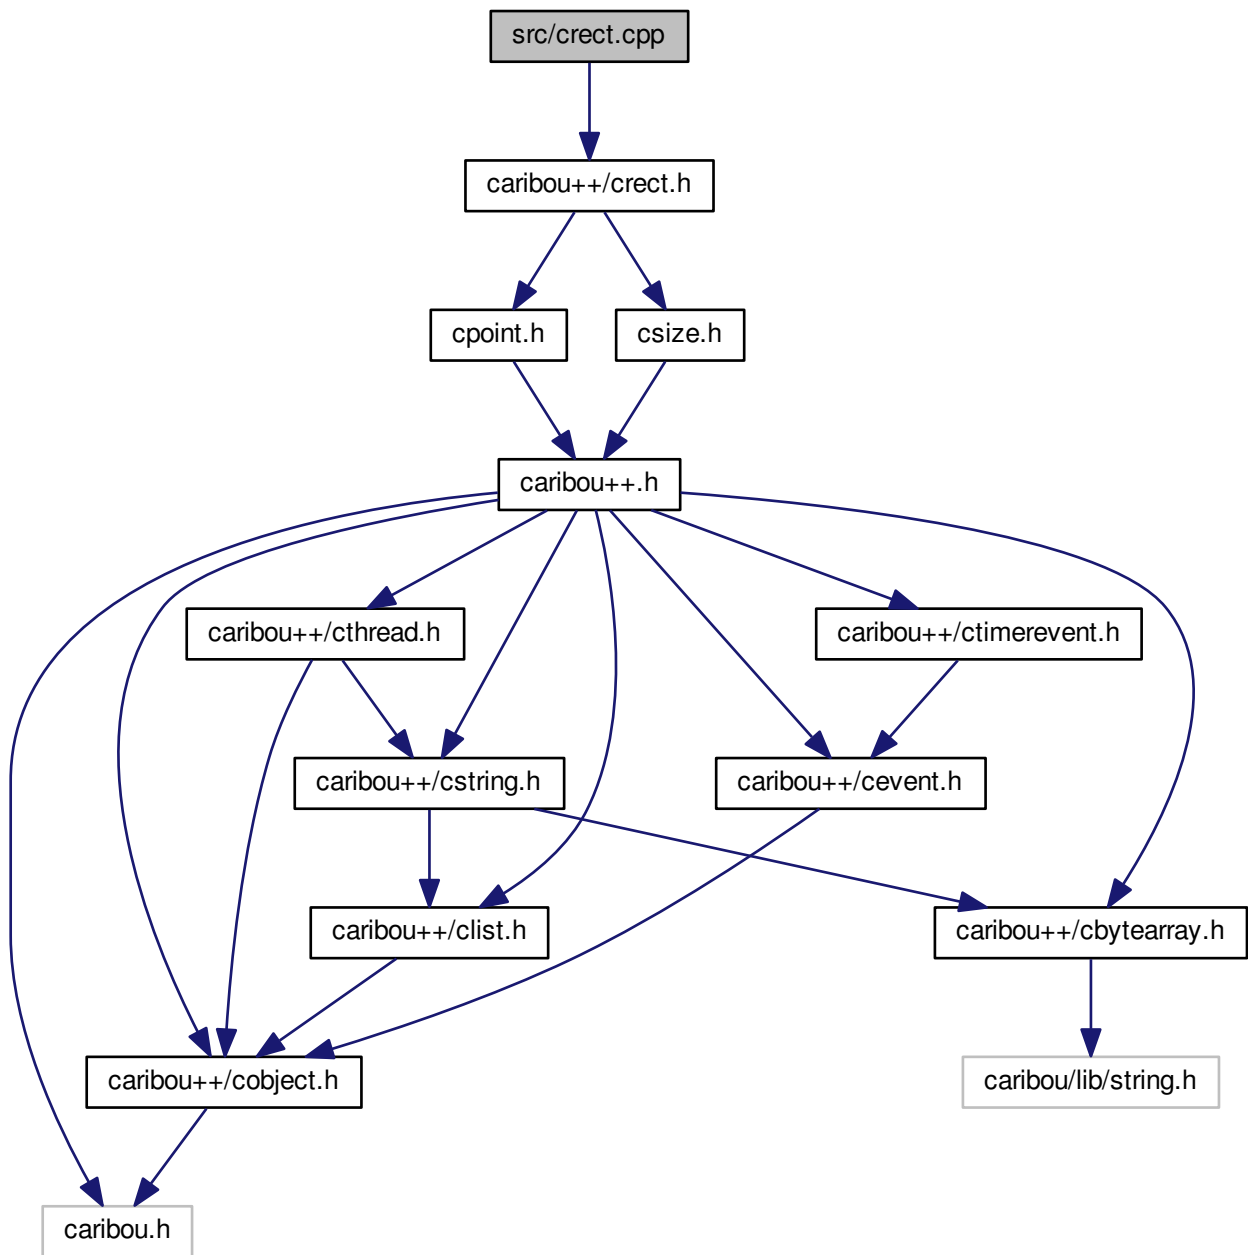 src/crect.cpp
caribou++/crect.h
cpoint.h
csize.h
caribou++.h
caribou++/cthread.h
caribou++/ctimerevent.h
caribou++/cstring.h
caribou++/cevent.h
caribou++/clist.h
caribou++/cbytearray.h
caribou++/cobject.h
caribou/lib/string.h
caribou.h